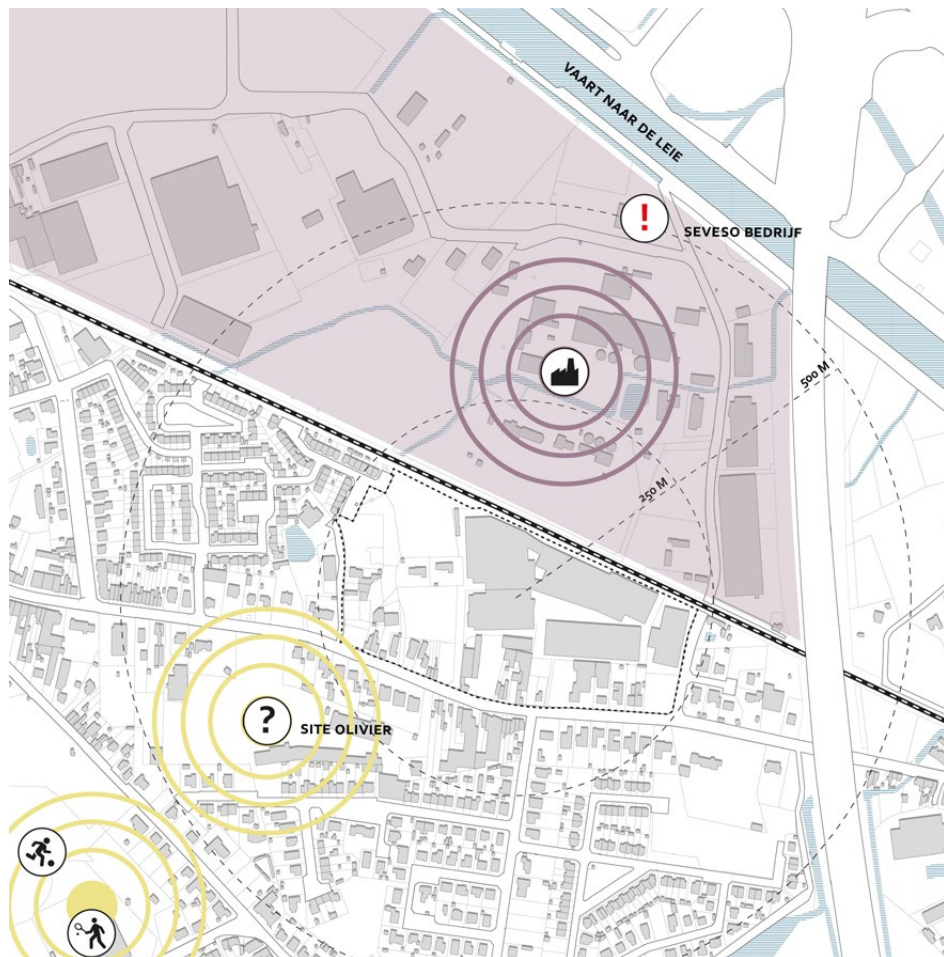 VAART NAAR DE LEIE
!
SEVESO BEDRIJF
500 M
250 M
?
SITE OLIVIER